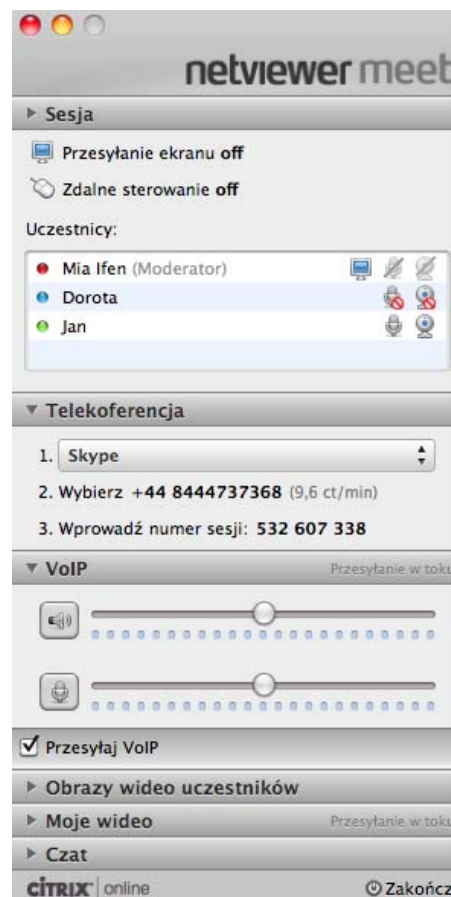 netviewer meet
Sesja
Przesyłanie ekranu off
Zdalne sterowanie off
Uczestnicy:
Mia Ifen (Moderator)
Dorota
Jan
Telekoferencja
1. Skype
2. Wybierz +44 8444737368 (9,6 ct/min)
3. Wprowadź numer sesji: 532 607 338
VoIP Przesyłanie w toku
Przesyłaj VoIP
Obrazy wideo uczestników
Moje wideo Przesyłanie w toku
Czat
CITRIX online Zakończ